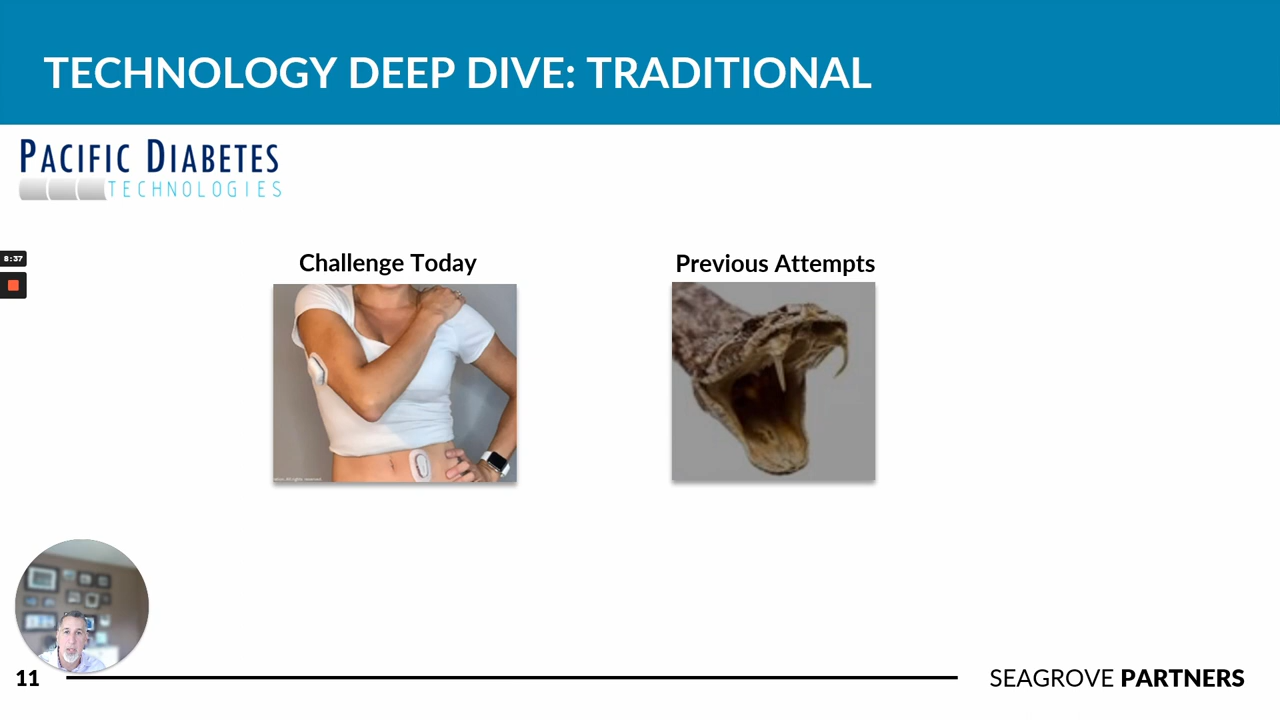 TECHNOLOGY DEEP DIVE: TRADITIONAL
PACIFIC DIABETES
TECHNOLOGIES
8:37
Challenge Today
Previous Attempts
11
SEAGROVE PARTNERS